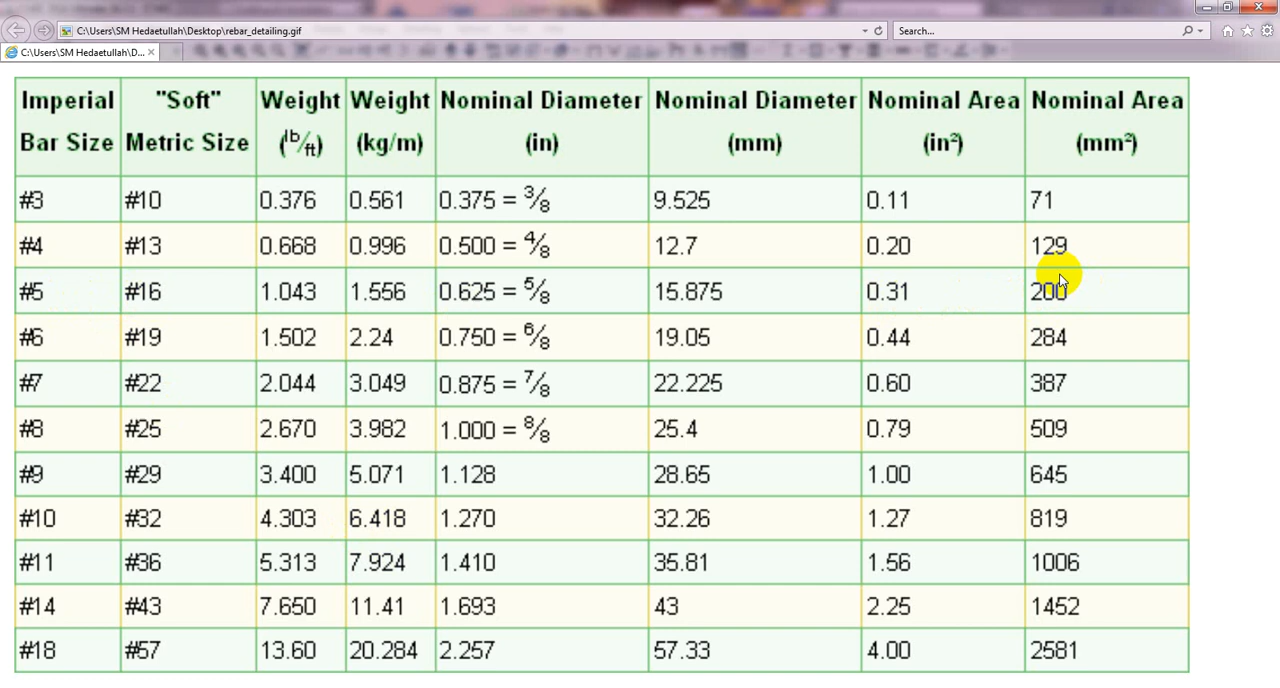 C:\Users\SM Hedaetullah\Desktop\rebar_detailing.gif
Search...
C:\Users\SM Hedaetullah\D...
Imperial Bar Size "Soft" Metric Size Weight (lb/ft) Weight (kg/m) Nominal Diameter (in) Nominal Diameter (mm) Nominal Area (in²) Nominal Area (mm²)
#3 #10 0.376 0.561 0.375 = 3/8 9.525 0.11 71
#4 #13 0.668 0.996 0.500 = 4/8 12.7 0.20 129
#5 #16 1.043 1.556 0.625 = 5/8 15.875 0.31 200
#6 #19 1.502 2.24 0.750 = 6/8 19.05 0.44 284
#7 #22 2.044 3.049 0.875 = 7/8 22.225 0.60 387
#8 #25 2.670 3.982 1.000 = 8/8 25.4 0.79 509
#9 #29 3.400 5.071 1.128 28.65 1.00 645
#10 #32 4.303 6.418 1.270 32.26 1.27 819
#11 #36 5.313 7.924 1.410 35.81 1.56 1006
#14 #43 7.650 11.41 1.693 43 2.25 1452
#18 #57 13.60 20.284 2.257 57.33 4.00 2581